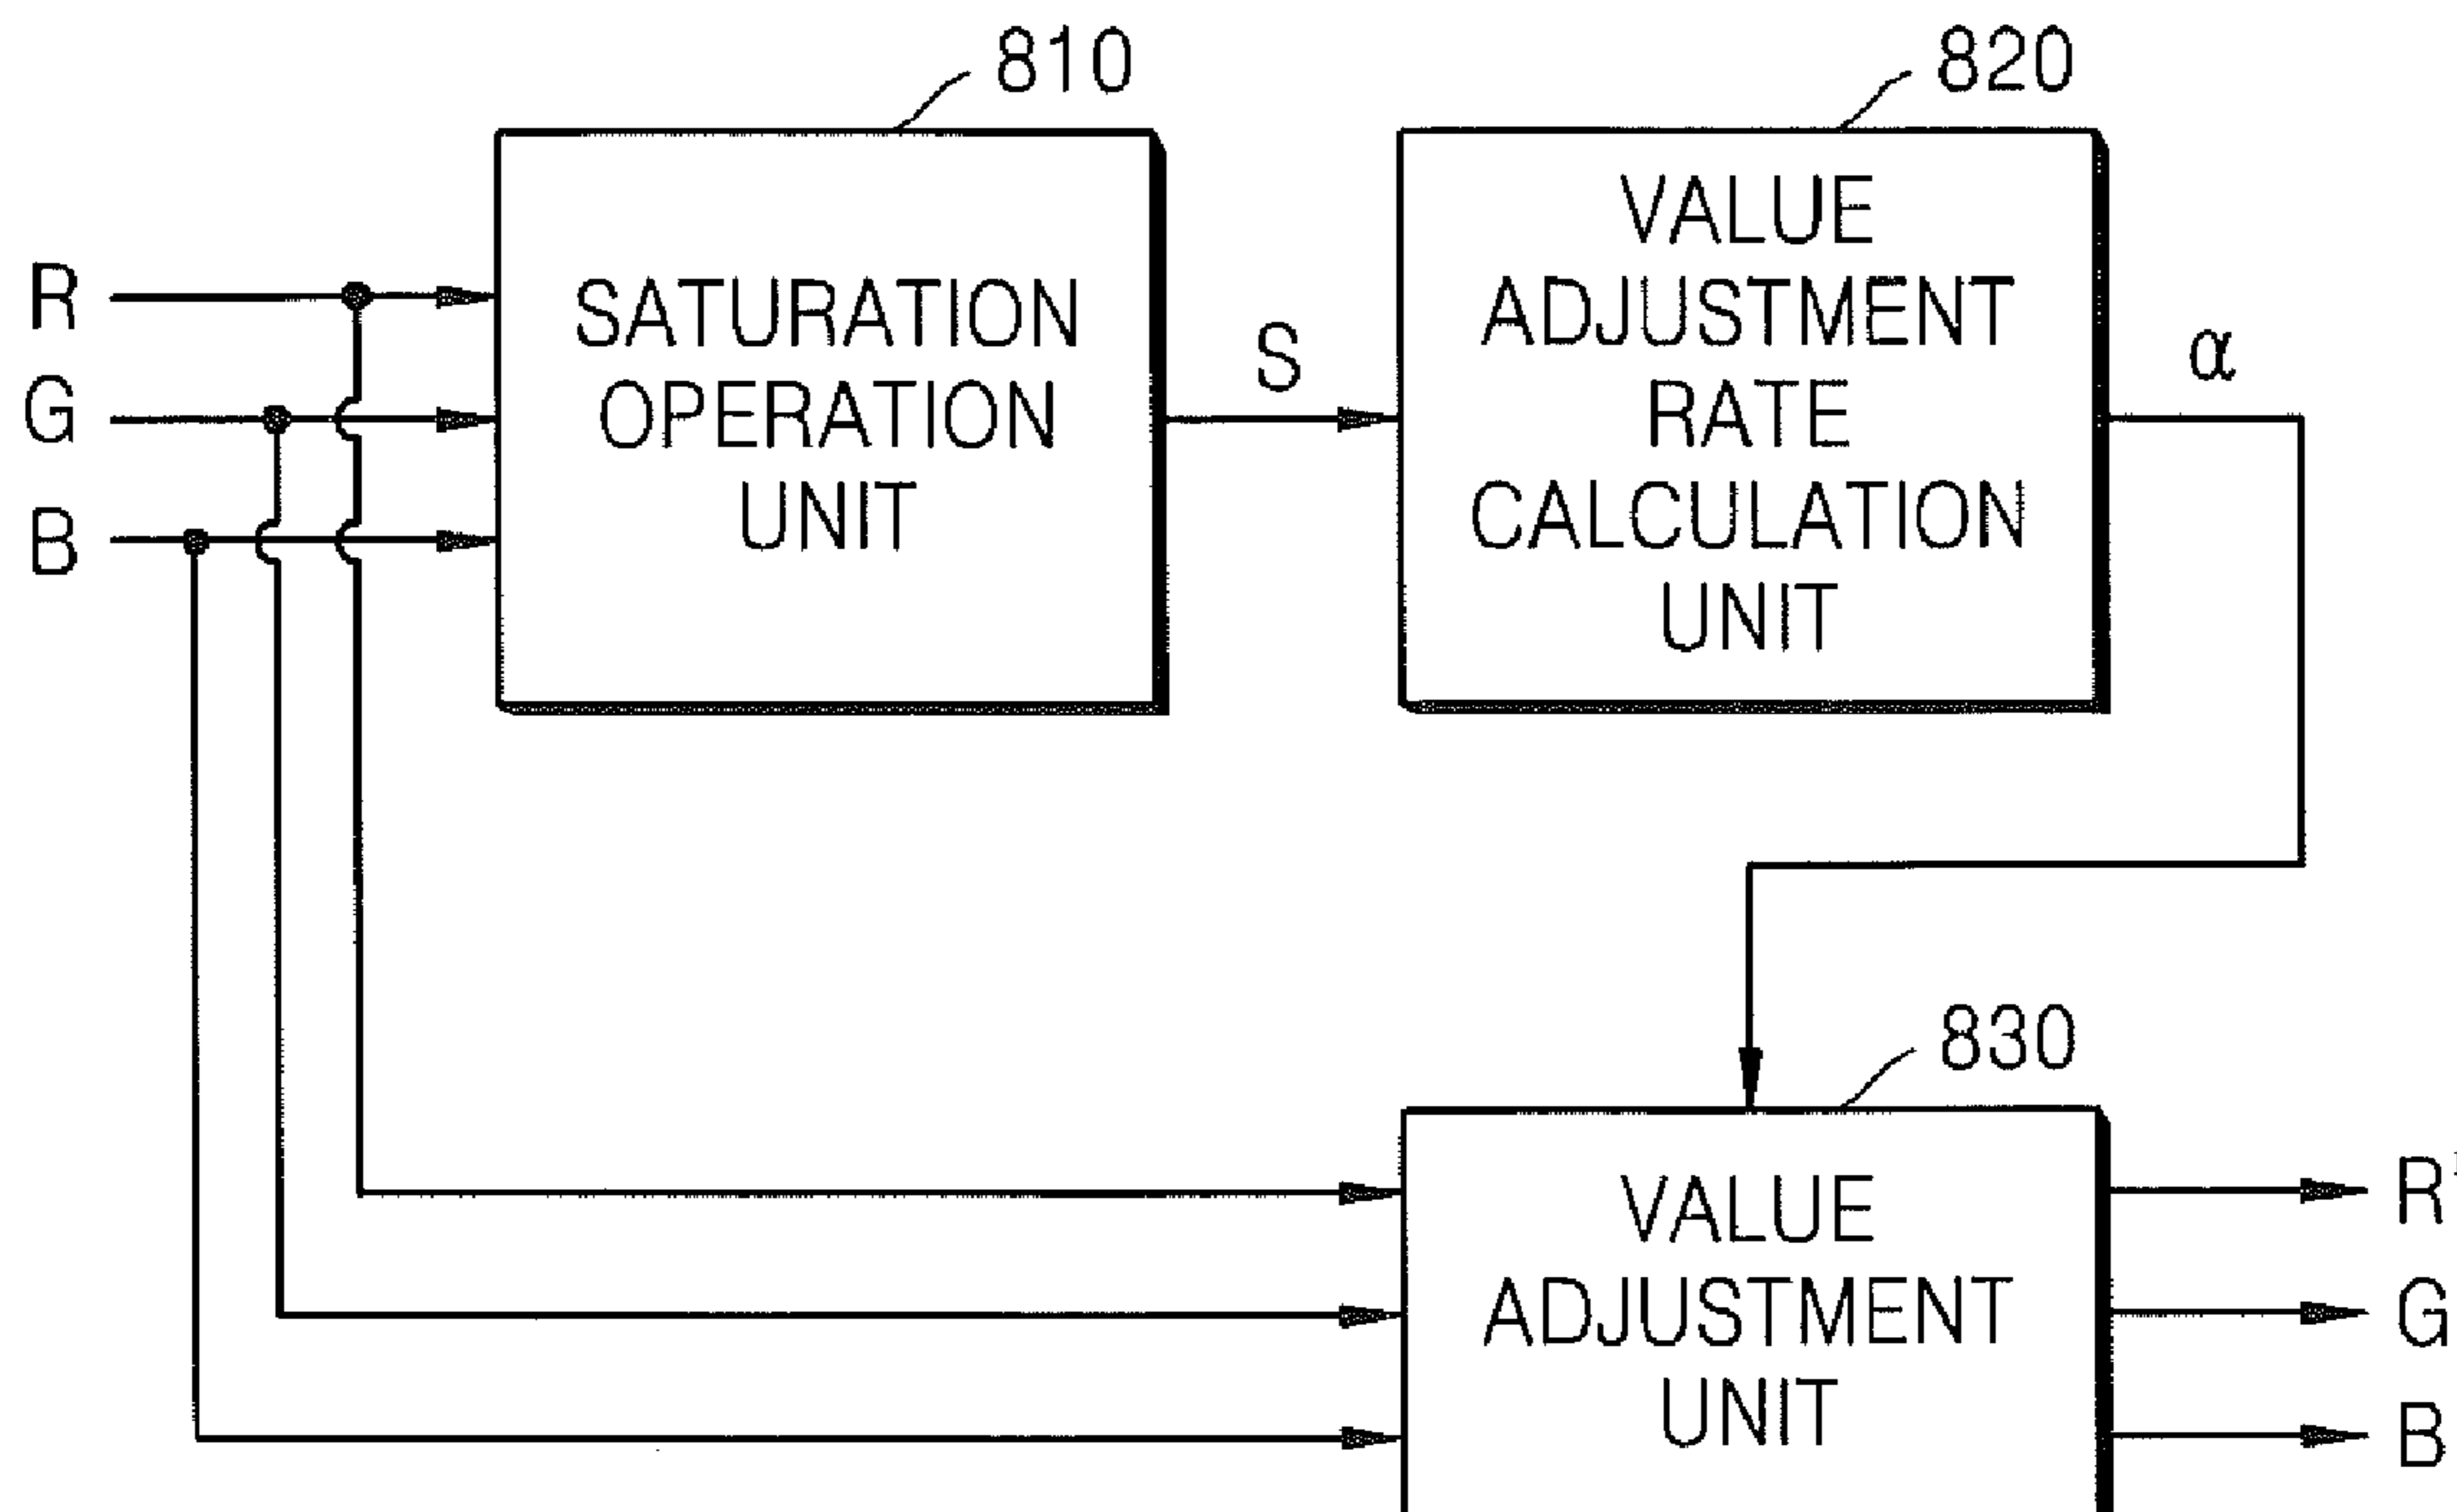 810
820
R
G
B
SATURATION
OPERATION
UNIT
S
VALUE
ADJUSTMENT
RATE
CALCULATION
UNIT
α
830
VALUE
ADJUSTMENT
UNIT
R'
G
B